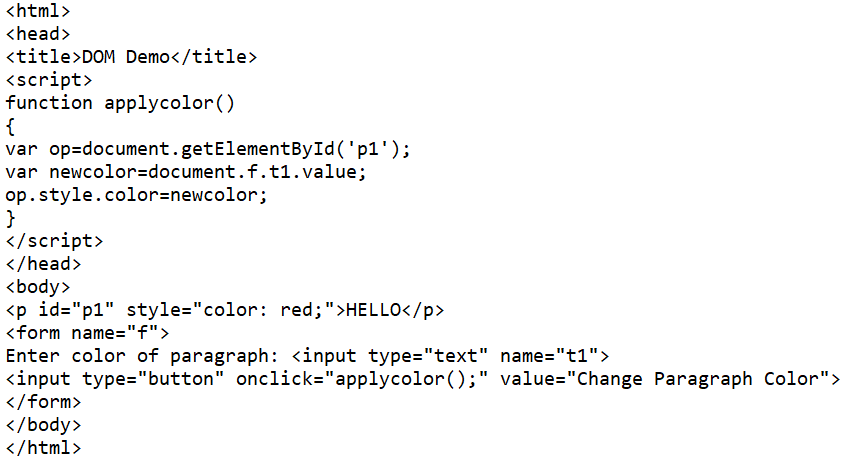 <html>
<head>
<title>DOM Demo</title>
<script>
function applycolor()
{
var op=document.getElementById('p1');
var newcolor=document.f.t1.value;
op.style.color=newcolor;
}
</script>
</head>
<body>
<p id="p1" style="color: red;">HELLO</p>
<form name="f">
Enter color of paragraph: <input type="text" name="t1">
<input type="button" onclick="applycolor();" value="Change Paragraph Color">
</form>
</body>
</html>